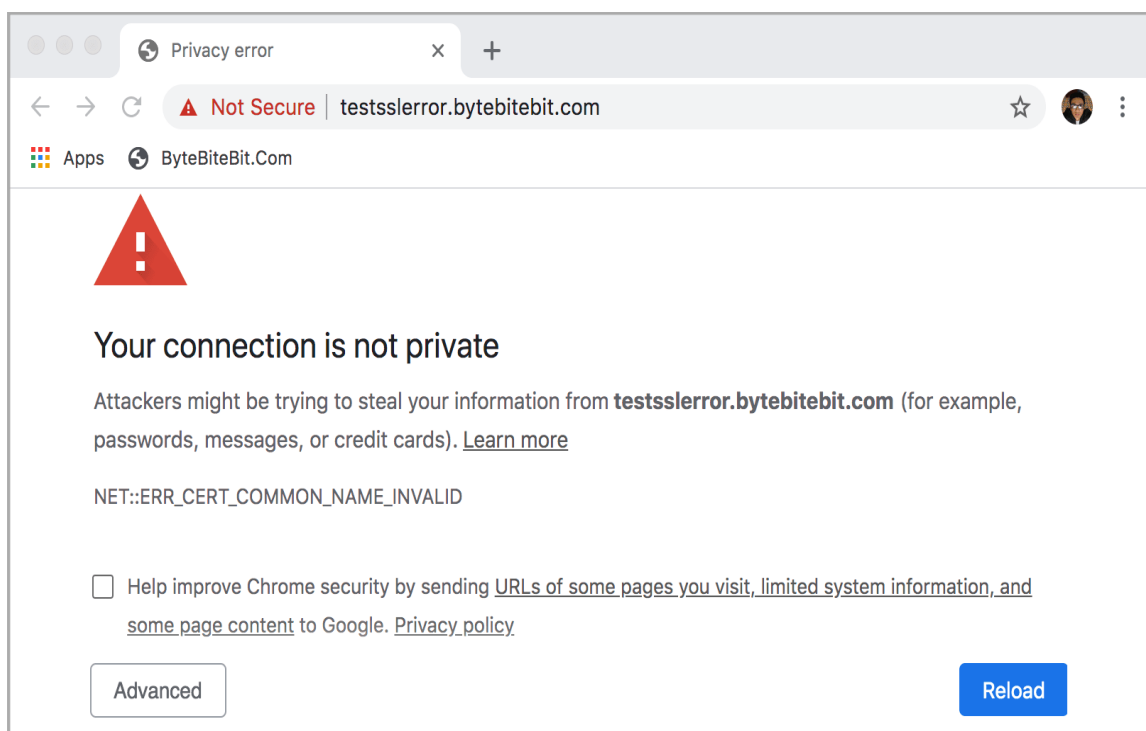 Privacy error
Not Secure testsslerror.bytebitebit.com
Apps ByteBiteBit.Com
Your connection is not private
Attackers might be trying to steal your information from testsslerror.bytebitebit.com (for example,
passwords, messages, or credit cards). Learn more
NET::ERR_CERT_COMMON_NAME_INVALID
Help improve Chrome security by sending URLs of some pages you visit, limited system information, and
some page content to Google. Privacy policy
Advanced Reload